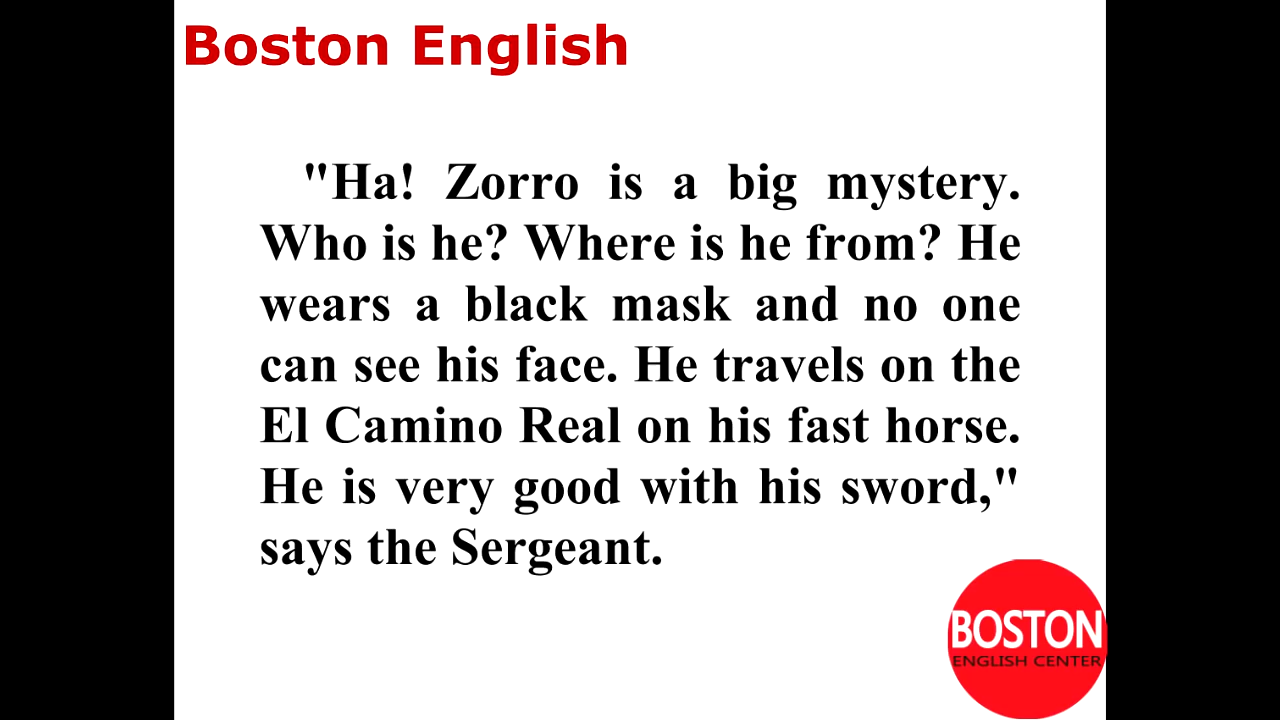 Boston English
"Ha! Zorro is a big mystery.
Who is he? Where is he from? He
wears a black mask and no one
can see his face. He travels on the
El Camino Real on his fast horse.
He is very good with his sword,"
says the Sergeant.
BOSTON
ENGLISH CENTER